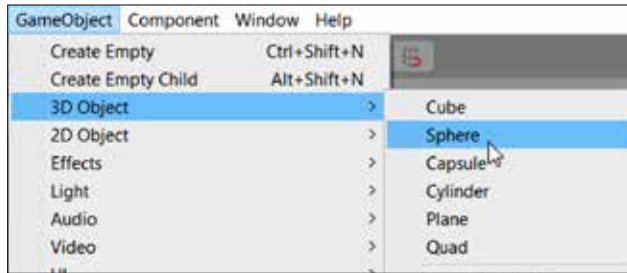 GameObject Component Window Help
Create Empty Ctrl+Shift+N
Create Empty Child Alt+Shift+N
3D Object >
2D Object >
Effects >
Light >
Audio >
Video >
Cube
Sphere
Capsule
Cylinder
Plane
Quad